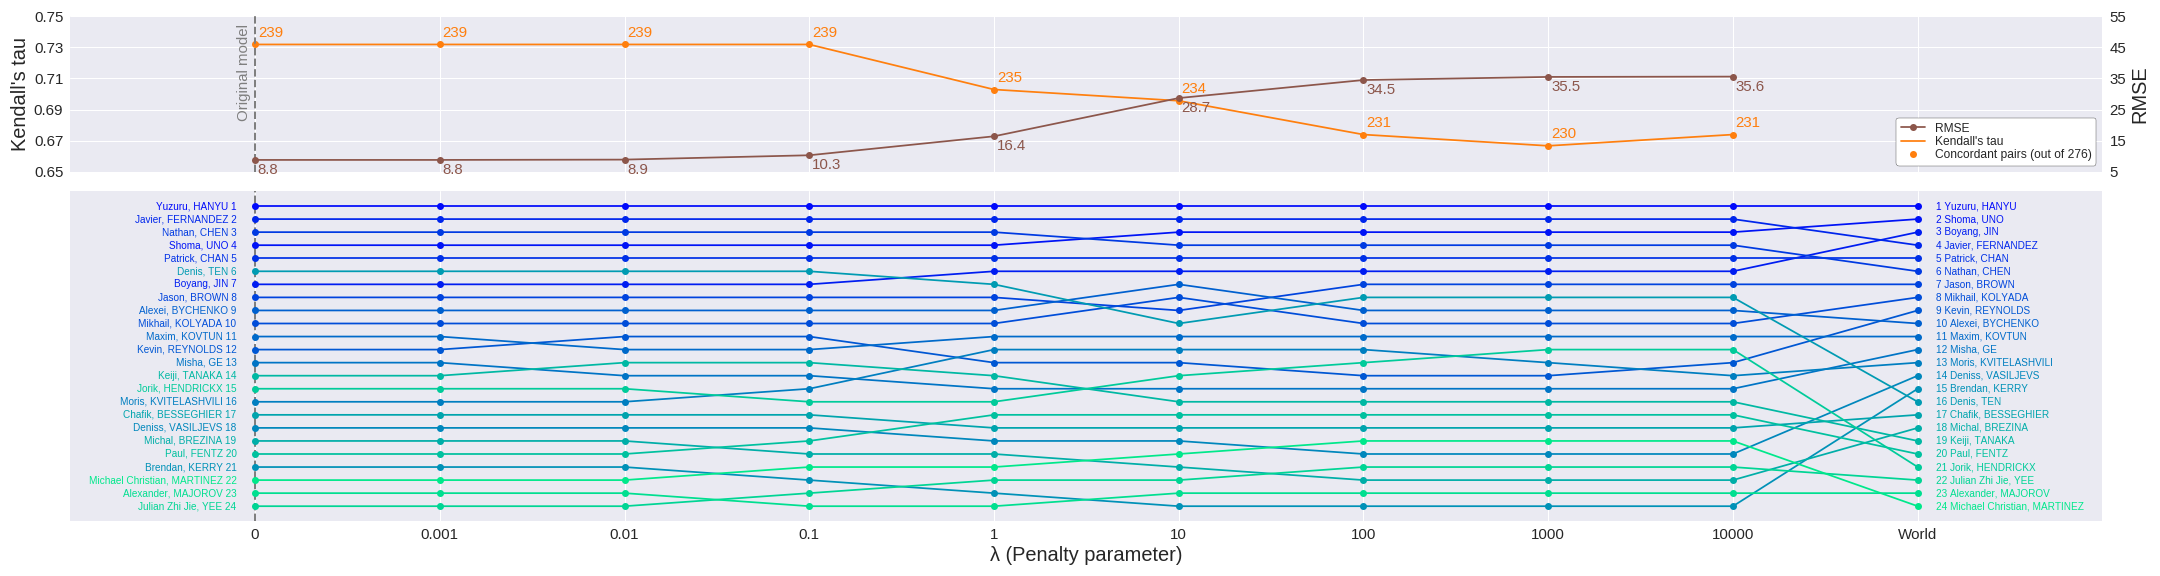 Kendall's tau
0.75
0.73
0.71
0.69
0.67
0.65
Original model
239
239
239
239
235
234
231
230
231
8.8
8.8
8.9
10.3
16.4
28.7
34.5
35.5
35.6
55
45
35
25
15
5
RMSE
RMSE
Kendall's tau
Concordant pairs (out of 276)
Yuzuru, HANYU 1
Javier, FERNANDEZ 2
Nathan, CHEN 3
Shoma, UNO 4
Patrick, CHAN 5
Denis, TEN 6
Boyang, JIN 7
Jason, BROWN 8
Alexei, BYCHENKO 9
Mikhail, KOLYADA 10
Maxim, KOVTUN 11
Kevin, REYNOLDS 12
Misha, GE 13
Keiji, TANAKA 14
Jorik, HENDRICKX 15
Moris, KVITELASHVILI 16
Chafik, BESSEGHIER 17
Deniss, VASILJEVS 18
Michal, BREZINA 19
Paul, FENTZ 20
Brendan, KERRY 21
Michael Christian, MARTINEZ 22
Alexander, MAJOROV 23
Julian Zhi Jie, YEE 24
1 Yuzuru, HANYU
2 Shoma, UNO
3 Boyang, JIN
4 Javier, FERNANDEZ
5 Patrick, CHAN
6 Nathan, CHEN
7 Jason, BROWN
8 Mikhail, KOLYADA
9 Kevin, REYNOLDS
10 Alexei, BYCHENKO
11 Maxim, KOVTUN
12 Misha, GE
13 Moris, KVITELASHVILI
14 Deniss, VASILJEVS
15 Brendan, KERRY
16 Denis, TEN
17 Chafik, BESSEGHIER
18 Michal, BREZINA
19 Keiji, TANAKA
20 Paul, FENTZ
21 Jorik, HENDRICKX
22 Julian Zhi Jie, YEE
23 Alexander, MAJOROV
24 Michael Christian, MARTINEZ
0 0.001 0.01 0.1 1 10 100 1000 10000 World
λ (Penalty parameter)